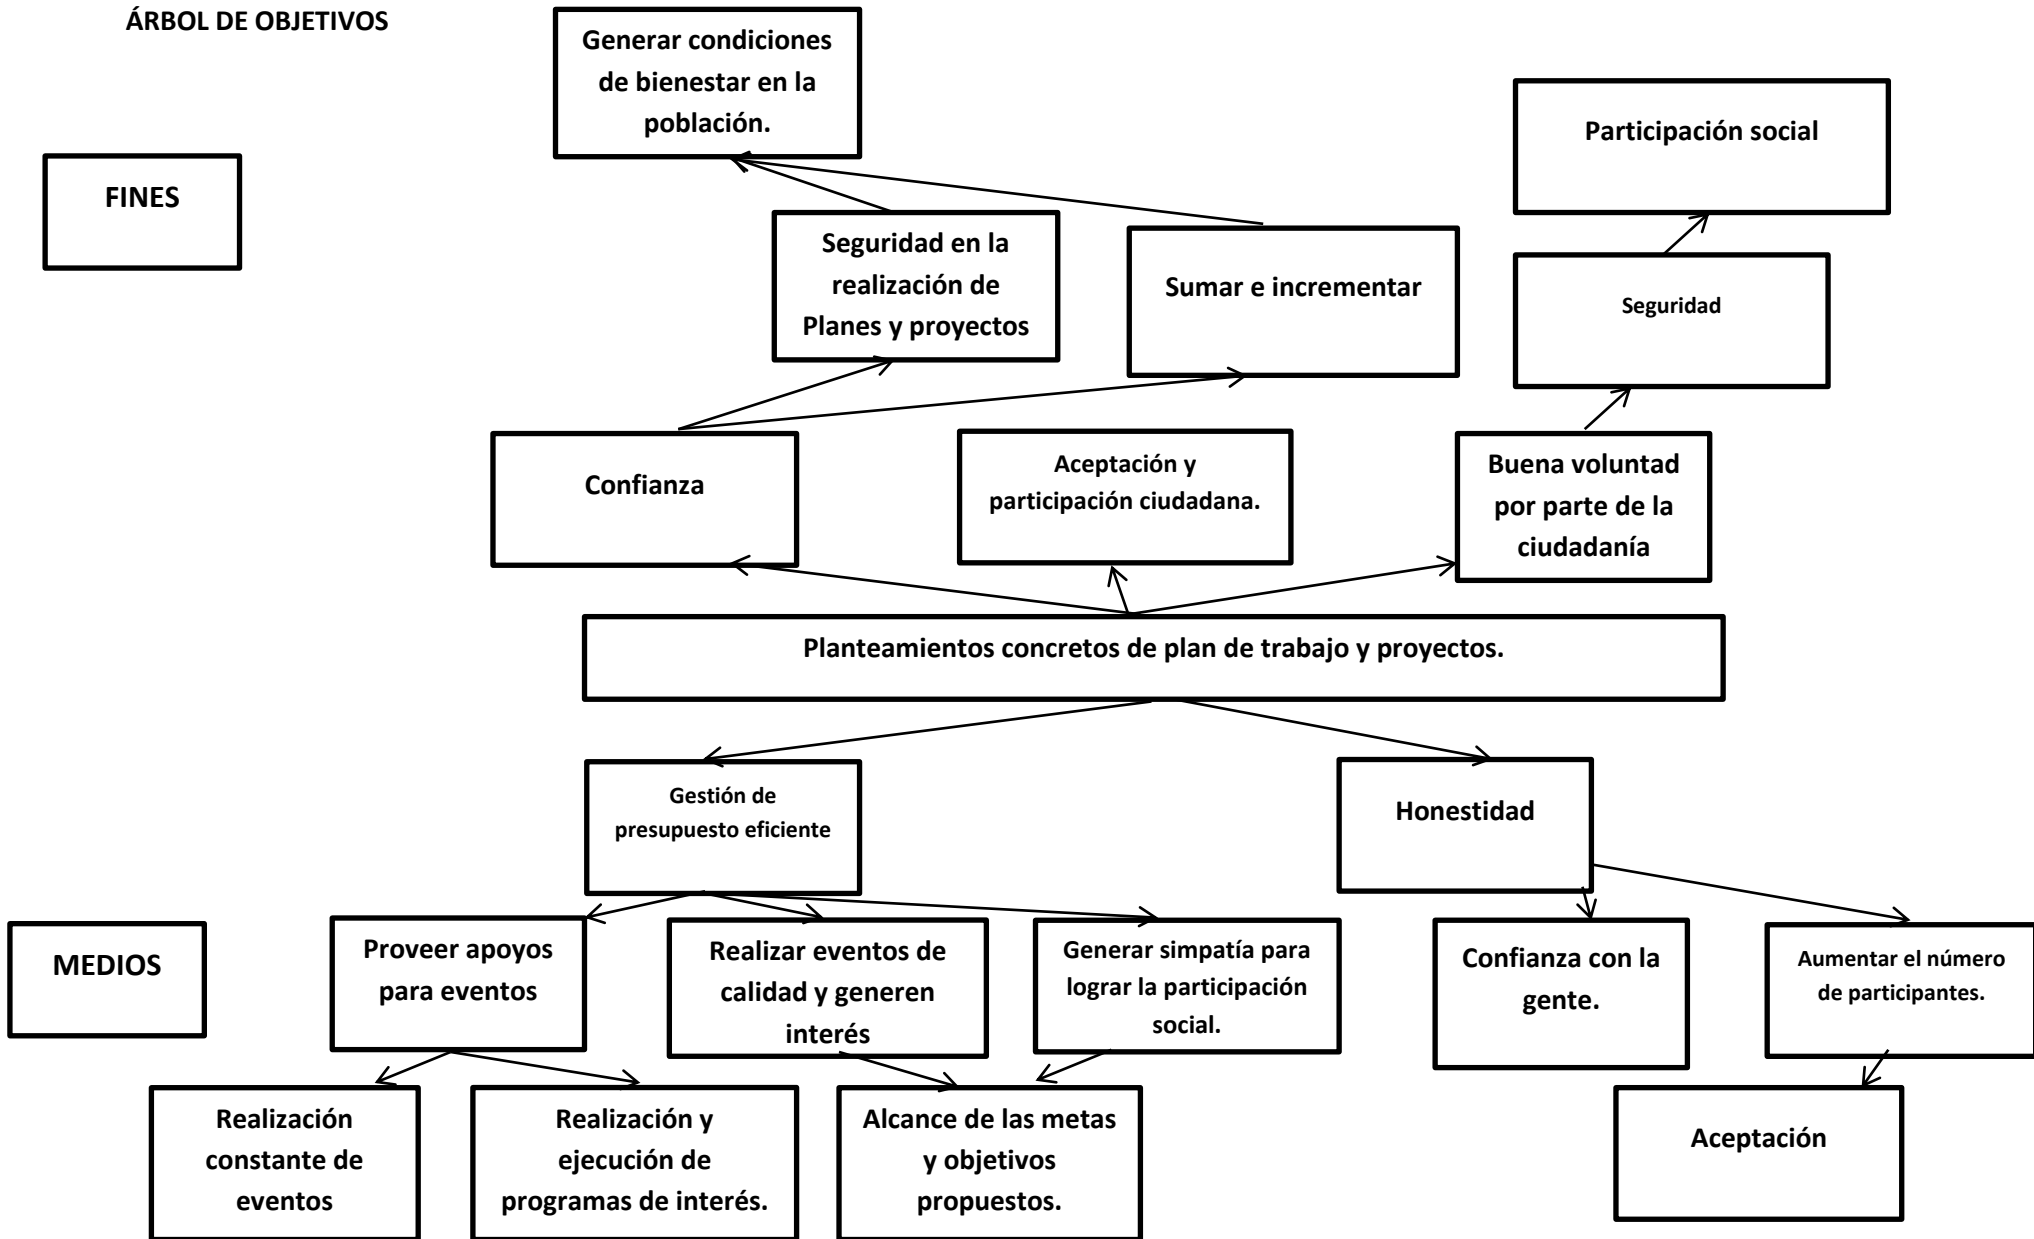 ÁRBOL DE OBJETIVOS
Generar condiciones
de bienestar en la
población.
Participación social
FINES
Seguridad en la
realización de
Planes y proyectos
Sumar e incrementar
Seguridad
Confianza
Aceptación y
participación ciudadana.
Buena voluntad
por parte de la
ciudadanía
Planteamientos concretos de plan de trabajo y proyectos.
Gestión de
presupuesto eficiente
Honestidad
MEDIOS
Proveer apoyos
para eventos
Realizar eventos de
calidad y generen
interés
Generar simpatía para
lograr la participación
social.
Confianza con la
gente.
Aumentar el número
de participantes.
Realización
constante de
eventos
Realización y
ejecución de
programas de interés.
Alcance de las metas
y objetivos
propuestos.
Aceptación